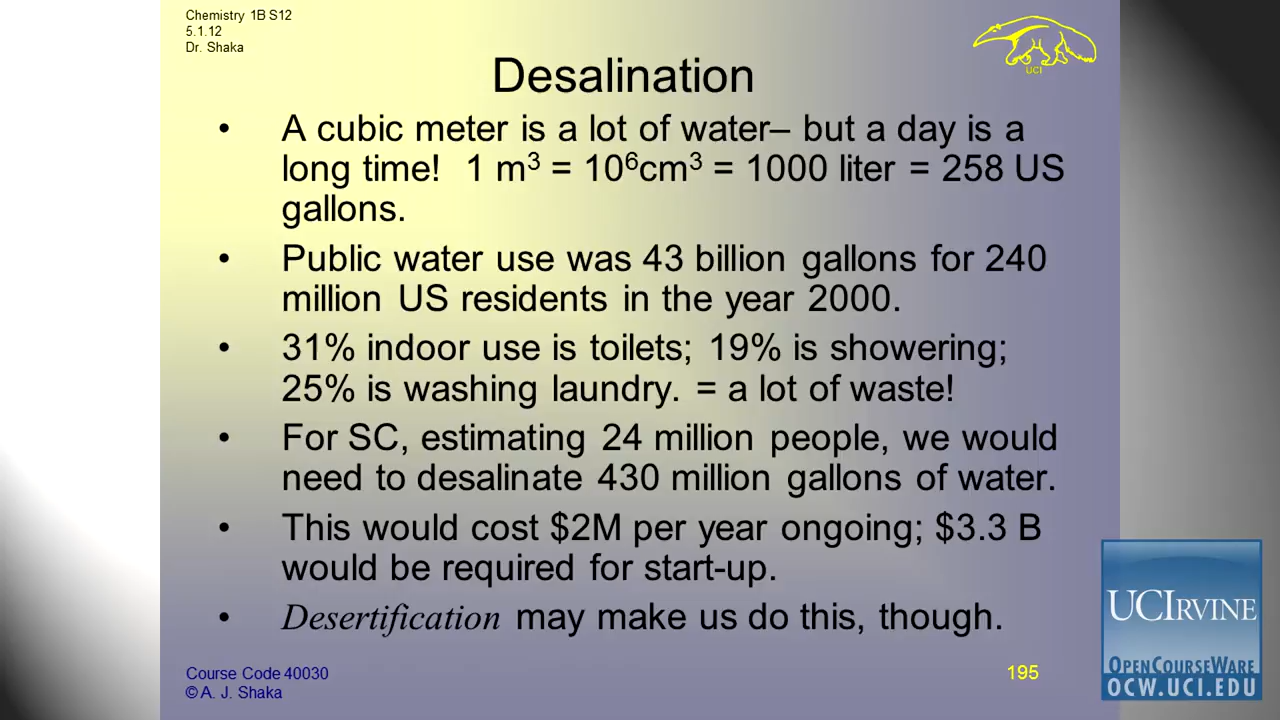 Chemistry 1B S12
5.1.12
Dr. Shaka
UCI
Desalination
• A cubic meter is a lot of water– but a day is a
long time! 1 m³ = 10⁶cm³ = 1000 liter = 258 US
gallons.
• Public water use was 43 billion gallons for 240
million US residents in the year 2000.
• 31% indoor use is toilets; 19% is showering;
25% is washing laundry. = a lot of waste!
• For SC, estimating 24 million people, we would
need to desalinate 430 million gallons of water.
• This would cost $2M per year ongoing; $3.3 B
would be required for start-up.
• Desertification may make us do this, though.
Course Code 40030
© A. J. Shaka
195
UCIRVINE
OPENCOURSEWARE
OCW.UCI.EDU